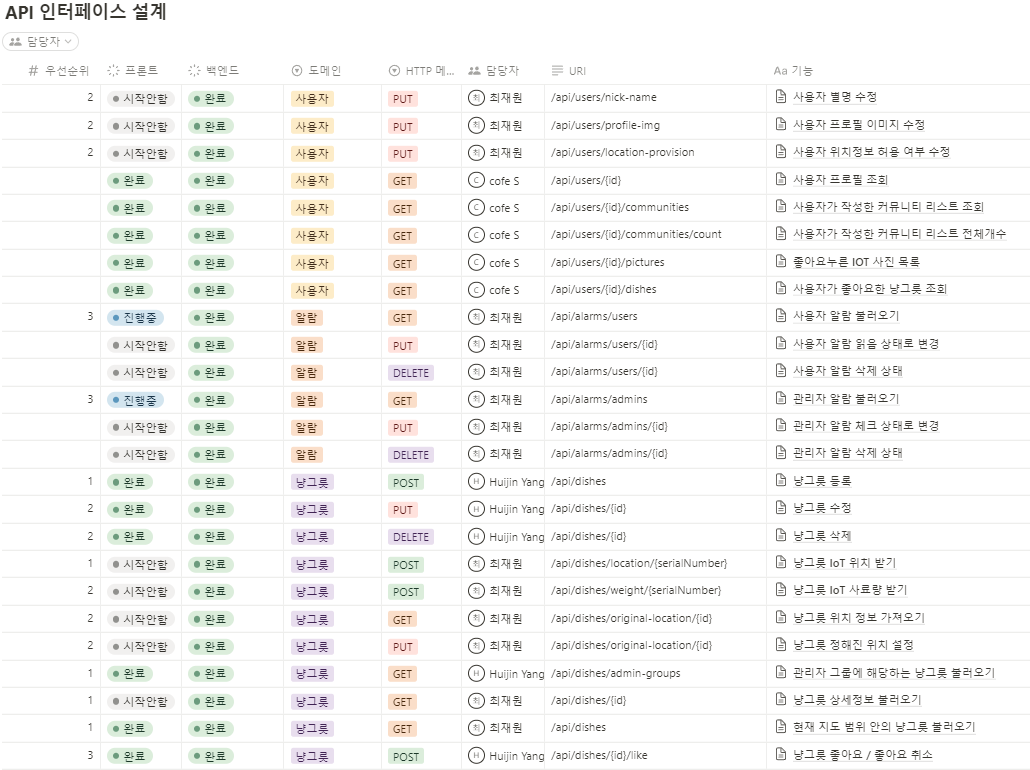 API 인터페이스 설계
담당자
# 우선순위 프론트 백엔드 도메인 HTTP 메... 담당자 URI Aa 기능
2 시작안함 완료 사용자 PUT 최 최재원 /api/users/nick-name 사용자 별명 수정
2 시작안함 완료 사용자 PUT 최 최재원 /api/users/profile-img 사용자 프로필 이미지 수정
2 시작안함 완료 사용자 PUT 최 최재원 /api/users/location-provision 사용자 위치정보 허용 여부 수정
완료 완료 사용자 GET C cofe S /api/users/{id} 사용자 프로필 조회
완료 완료 사용자 GET C cofe S /api/users/{id}/communities 사용자가 작성한 커뮤니티 리스트 조회
완료 완료 사용자 GET C cofe S /api/users/{id}/communities/count 사용자가 작성한 커뮤니티 리스트 전체개수
완료 완료 사용자 GET C cofe S /api/users/{id}/pictures 좋아요누른 IOT 사진 목록
완료 완료 사용자 GET C cofe S /api/users/{id}/dishes 사용자가 좋아요한 냥그릇 조회
3 진행중 완료 알람 GET 최 최재원 /api/alarms/users 사용자 알람 불러오기
시작안함 완료 알람 PUT 최 최재원 /api/alarms/users/{id} 사용자 알람 읽음 상태로 변경
시작안함 완료 알람 DELETE 최 최재원 /api/alarms/users/{id} 사용자 알람 삭제 상태
3 진행중 완료 알람 GET 최 최재원 /api/alarms/admins 관리자 알람 불러오기
시작안함 완료 알람 PUT 최 최재원 /api/alarms/admins/{id} 관리자 알람 체크 상태로 변경
시작안함 완료 알람 DELETE 최 최재원 /api/alarms/admins/{id} 관리자 알람 삭제 상태
1 완료 완료 냥그릇 POST H Huijin Yang /api/dishes 냥그릇 등록
2 완료 완료 냥그릇 PUT H Huijin Yang /api/dishes/{id} 냥그릇 수정
2 완료 완료 냥그릇 DELETE H Huijin Yang /api/dishes/{id} 냥그릇 삭제
1 시작안함 완료 냥그릇 POST 최 최재원 /api/dishes/location/{serialNumber} 냥그릇 IoT 위치 받기
2 시작안함 완료 냥그릇 POST 최 최재원 /api/dishes/weight/{serialNumber} 냥그릇 IoT 사료량 받기
2 시작안함 완료 냥그릇 GET 최 최재원 /api/dishes/original-location/{id} 냥그릇 위치 정보 가져오기
2 시작안함 완료 냥그릇 PUT 최 최재원 /api/dishes/original-location/{id} 냥그릇 정해진 위치 설정
1 완료 완료 냥그릇 GET H Huijin Yang /api/dishes/admin-groups 관리자 그룹에 해당하는 냥그릇 불러오기
1 시작안함 완료 냥그릇 GET 최 최재원 /api/dishes/{id} 냥그릇 상세정보 불러오기
1 완료 완료 냥그릇 GET 최 최재원 /api/dishes 현재 지도 범위 안의 냥그릇 불러오기
3 완료 완료 냥그릇 POST H Huijin Yang /api/dishes/{id}/like 냥그릇 좋아요 / 좋아요 취소